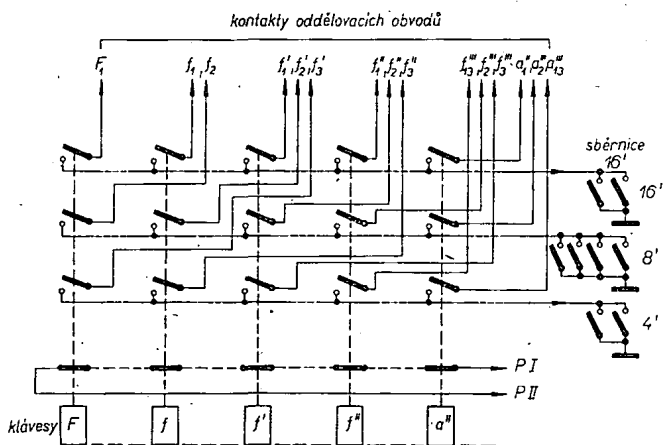 kontakty oddělovacích obvodů
F₁ f₁, f₂ f₁', f₂', f₃' f₁", f₂", f₃" f₁₃''', f₂''', f₃''' a₁", a₂''', a₁₃'''
sběrnice
16'
16'
8'
4'
P I
P II
klávesy F f f' f" a"